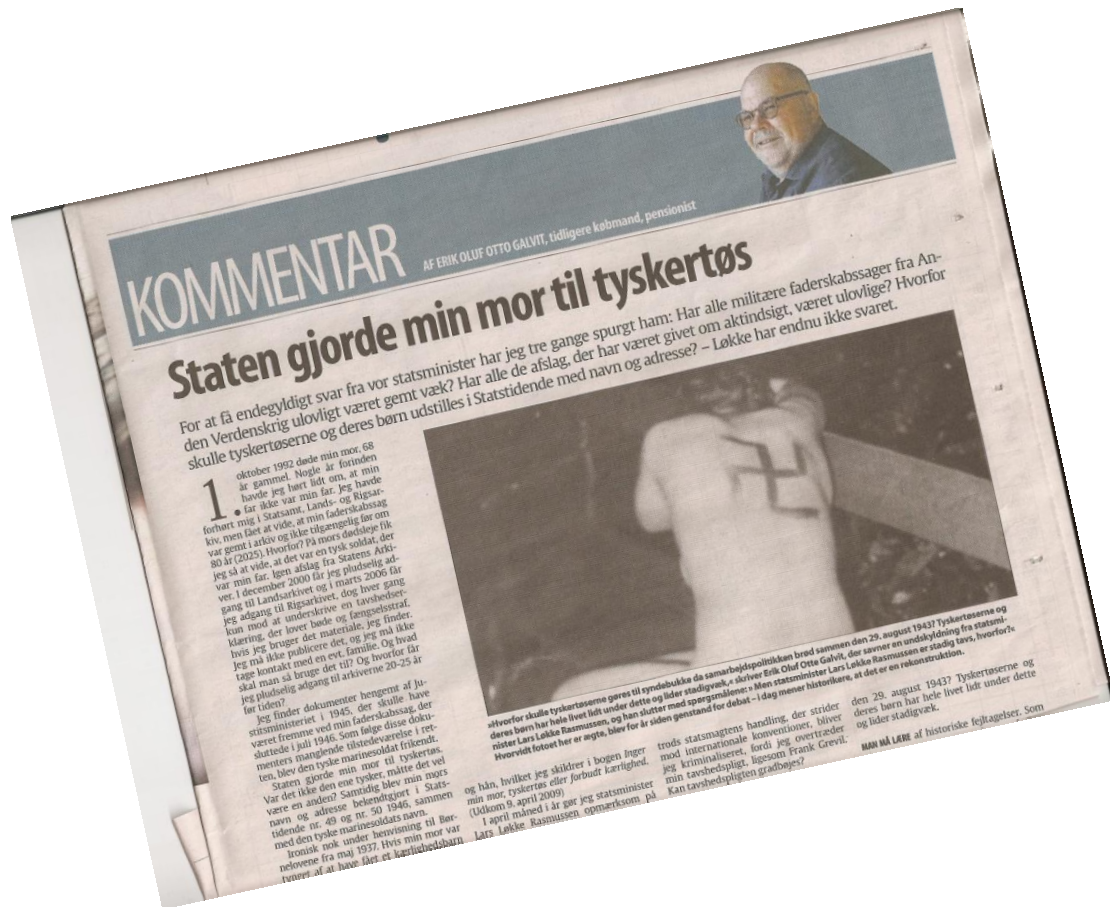 KOMMENTAR
AF ERIK OLUF OTTO GALVIT, tidligere købmand, pensionist
Staten gjorde min mor til tyskertøs
For at få endegyldigt svar fra vor statsminister har jeg tre gange spurgt ham: Har alle militære faderskabssager fra An-
den Verdenskrig ulovligt været gemt væk? Har alle de afslag, der har været givet om aktindsigt, været ulovlige? Hvorfor
skulle tyskertøserne og deres børn udstilles i Statstidende med navn og adresse? – Løkke har endnu ikke svaret.
1. oktober 1992 døde min mor, 68
år gammel. Nogle år forinden
havde jeg hørt lidt om, at min
far ikke var min far. Jeg havde
forhørt mig i Statsamt, Lands- og Rigsar-
kiv, men fået at vide, at min faderskabssag
var gemt i arkiv og ikke tilgængelig før om
80 år (2025). Hvorfor? På mors dødsleje fik
jeg så at vide, at det var en tysk soldat, der
var min far. Igen afslag fra Statens Arki-
ver. I december 2000 får jeg pludselig ad-
gang til Landsarkivet og i marts 2006 får
jeg adgang til Rigsarkivet, dog hver gang
kun mod at underskrive en tavshedser-
klæring, der lover bøde og fængselsstraf,
hvis jeg bruger det materiale, jeg finder.
Jeg må ikke publicere det, og jeg må ikke
tage kontakt med en evt. familie. Og hvad
skal man så bruge det til? Og hvorfor får
jeg pludselig adgang til arkiverne 20-25 år
før tiden?
Jeg finder dokumenter hengemt af Ju-
stitsministeriet i 1945, der skulle have
været fremme ved min faderskabssag, der
sluttede i juli 1946. Som følge disse doku-
menters manglende tilstedeværelse i ret-
ten, blev den tyske marinesoldat frikendt.
Staten gjorde min mor til tyskertøs.
Var det ikke den ene tysker, måtte det vel
være en anden? Samtidig blev min mors
navn og adresse bekendtgjort i Stats-
tidende nr. 49 og nr. 50 1946, sammen
med den tyske marinesoldats navn.
Ironisk nok under henvisning til Bør-
nelovene fra maj 1937. Hvis min mor var
tynget af at have fået et kærlighedsbarn
»Hvorfor skulle tyskertøserne gøres til syndebukke da samarbejdspolitikkan brød sammen den 29. august 1943? Tyskertøserne og
deres børn har hele livet lidt under dette og lider stadigvæk,« skriver Erik Oluf Otte Galvit, der savner en undskyldning fra statsmi-
nister Lars Løkke Rasmussen, og han slutter med spørgsmålene:» Men statsminister Lars Løkke Rasmussen er stadig tavs, hvorfor?«
Hvorvidt fotoet her er ægte, blev for år siden genstand for debat – i dag mener historikere, at det er en rekonstruktion.
og hån, hvilket jeg skildrer i bogen Inger
min mor, tyskertøs eller forbudt kærlighed.
(Udkom 9. april 2009)
I april måned i år gør jeg statsminister
Lars Løkke Rasmussen opmærksom på
trods statsmagtens handling, der strider
mod internationale konventioner, bliver
jeg kriminaliseret, fordi jeg overtræder
min tavshedspligt, ligesom Frank Grevil.
Kan tavshedspligten gradbøjes?
den 29. august 1943? Tyskertøserne og
deres børn har hele livet lidt under dette
og lider stadigvæk.
MAN MÅ LÆRE af historiske fejltagelser. Som